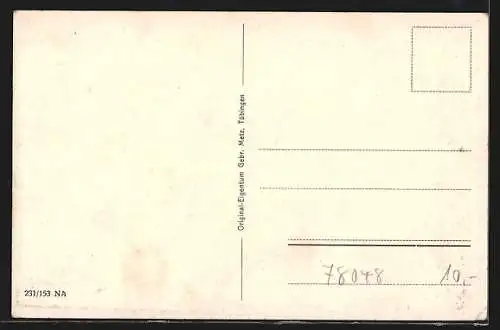 Original-Eigentum Gebr. Metz, Tübingen
78048 10,-
231/153 NA